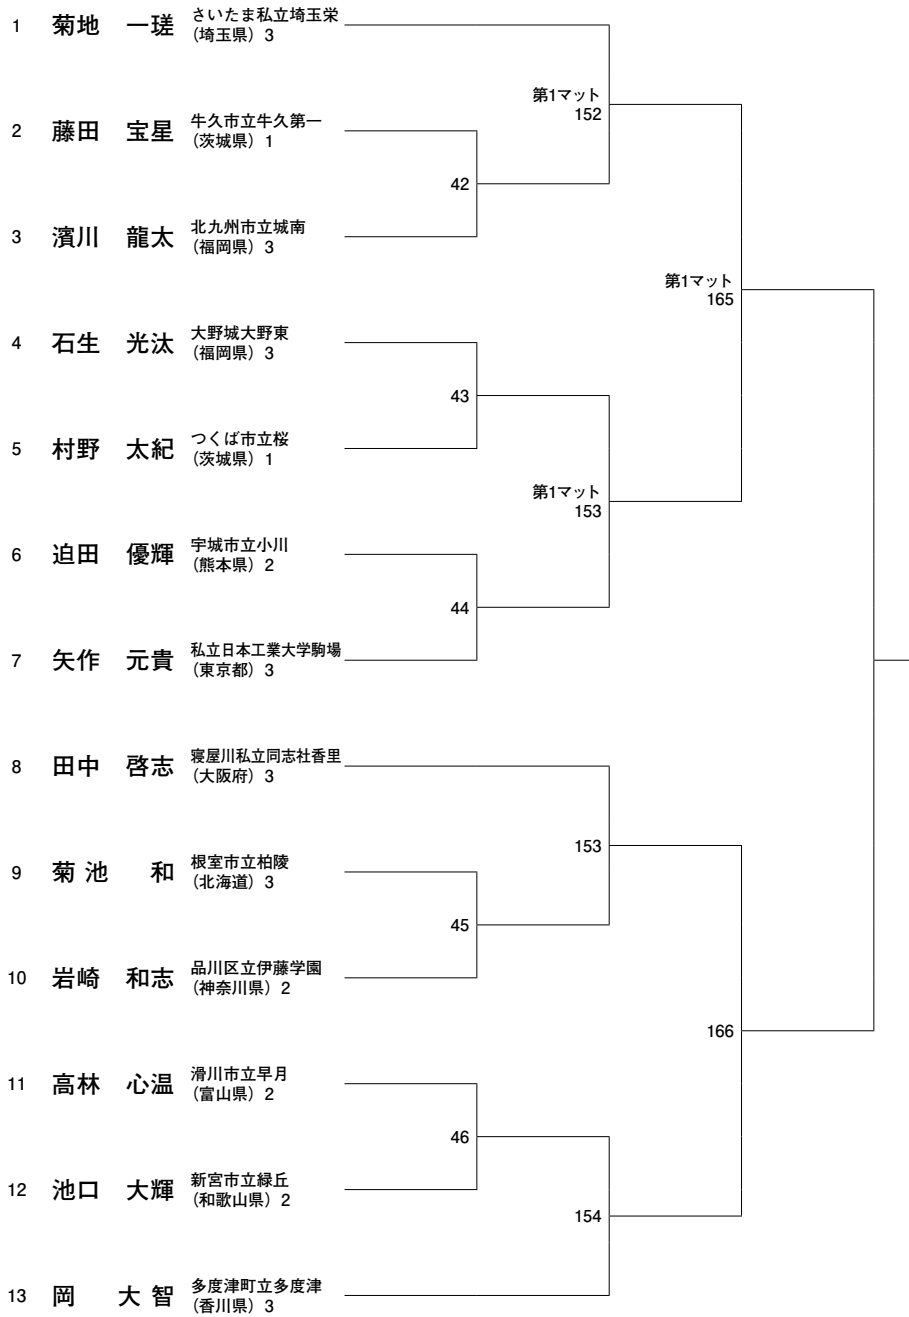 1 菊地 一瑳 さいたま私立埼玉栄
(埼玉県) 3
第1マット
152
2 藤田 宝星 牛久市立牛久第一
(茨城県) 1
42
3 濱川 龍太 北九州市立城南
(福岡県) 3
第1マット
165
4 石生 光汰 大野城大野東
(福岡県) 3
43
5 村野 太紀 つくば市立桜
(茨城県) 1
第1マット
153
6 迫田 優輝 宇城市立小川
(熊本県) 2
44
7 矢作 元貴 私立日本工業大学駒場
(東京都) 3
8 田中 啓志 寝屋川私立同志社香里
(大阪府) 3
153
9 菊池 和 根室市立柏陵
(北海道) 3
45
10 岩崎 和志 品川区立伊藤学園
(神奈川県) 2
166
11 高林 心温 滑川市立早月
(富山県) 2
46
12 池口 大輝 新宮市立緑丘
(和歌山県) 2
154
13 岡 大智 多度津町立多度津
(香川県) 3